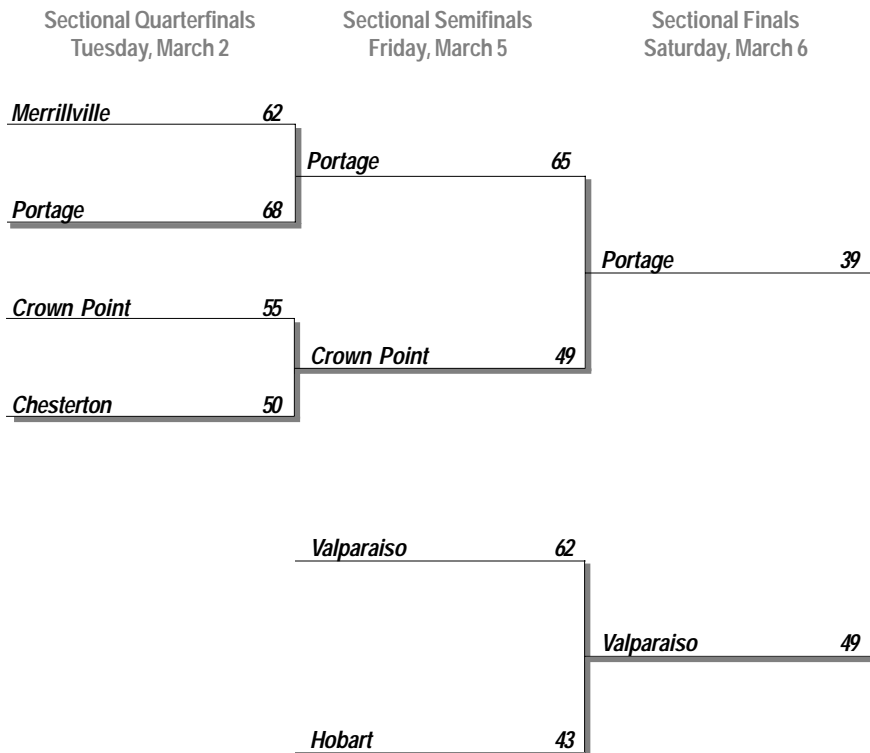 Sectional Quarterfinals Sectional Semifinals Sectional Finals
Tuesday, March 2 Friday, March 5 Saturday, March 6
Merrillville 62
Portage 65
Portage 68
Portage 39
Crown Point 55
Crown Point 49
Chesterton 50
Valparaiso 62
Valparaiso 49
Hobart 43